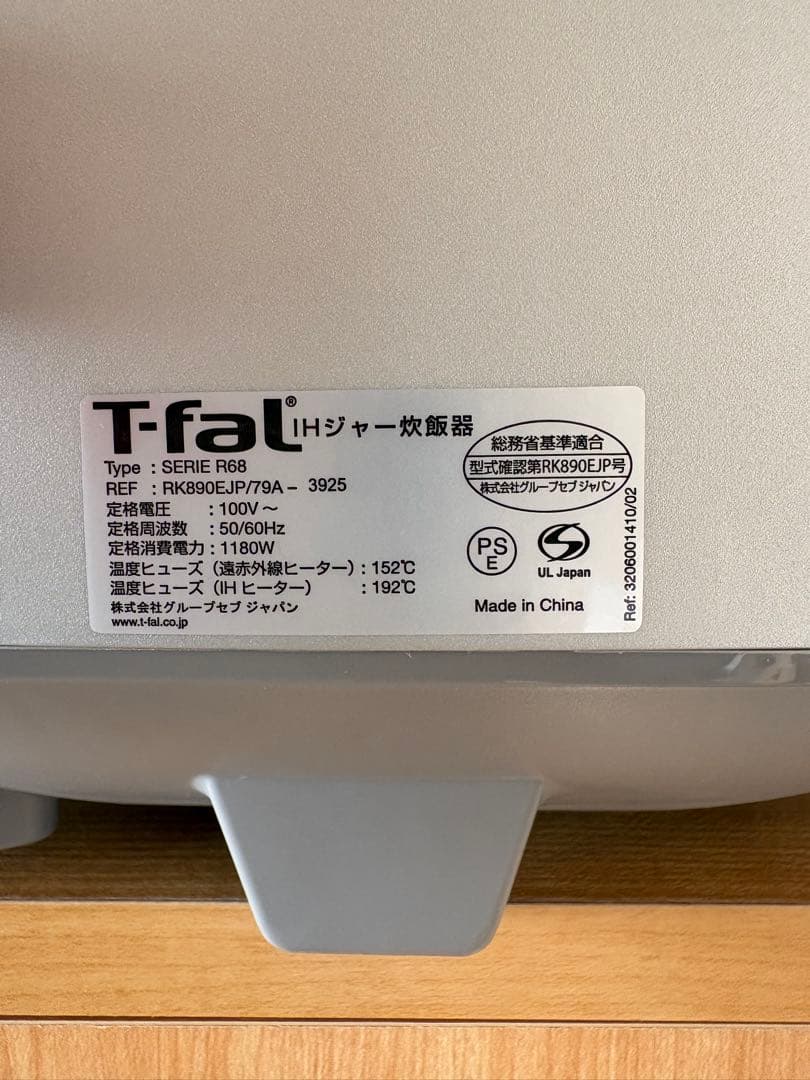 T-fal® IHジャー炊飯器
Type : SERIE R68
REF : RK890EJP/79A - 3925
定格電圧 : 100V～
定格周波数 : 50/60Hz
定格消費電力 : 1180W
温度ヒューズ（遠赤外線ヒーター）: 152℃
温度ヒューズ（IHヒーター） : 192℃
株式会社グループセブ ジャパン
www.t-fal.co.jp
総務省基準適合
型式確認第RK890EJP号
株式会社グループセブ ジャパン
PS
E
S
UL Japan
Made in China
Ref: 3206001410/02